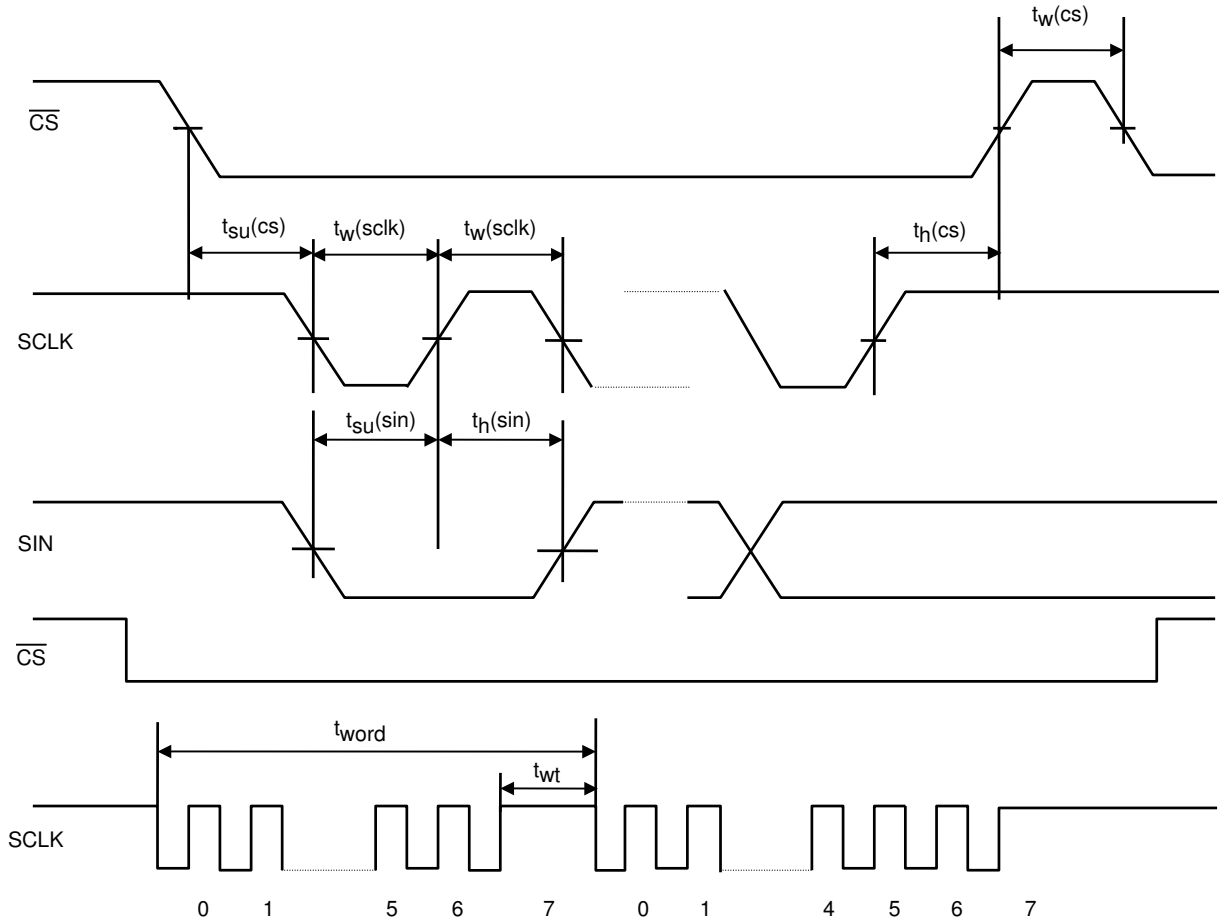 tw(cs)
CS
tsu(cs) tw(sclk) tw(sclk) th(cs)
SCLK
tsu(sin) th(sin)
SIN
CS
tword
twt
SCLK
0 1 5 6 7 0 1 4 5 6 7